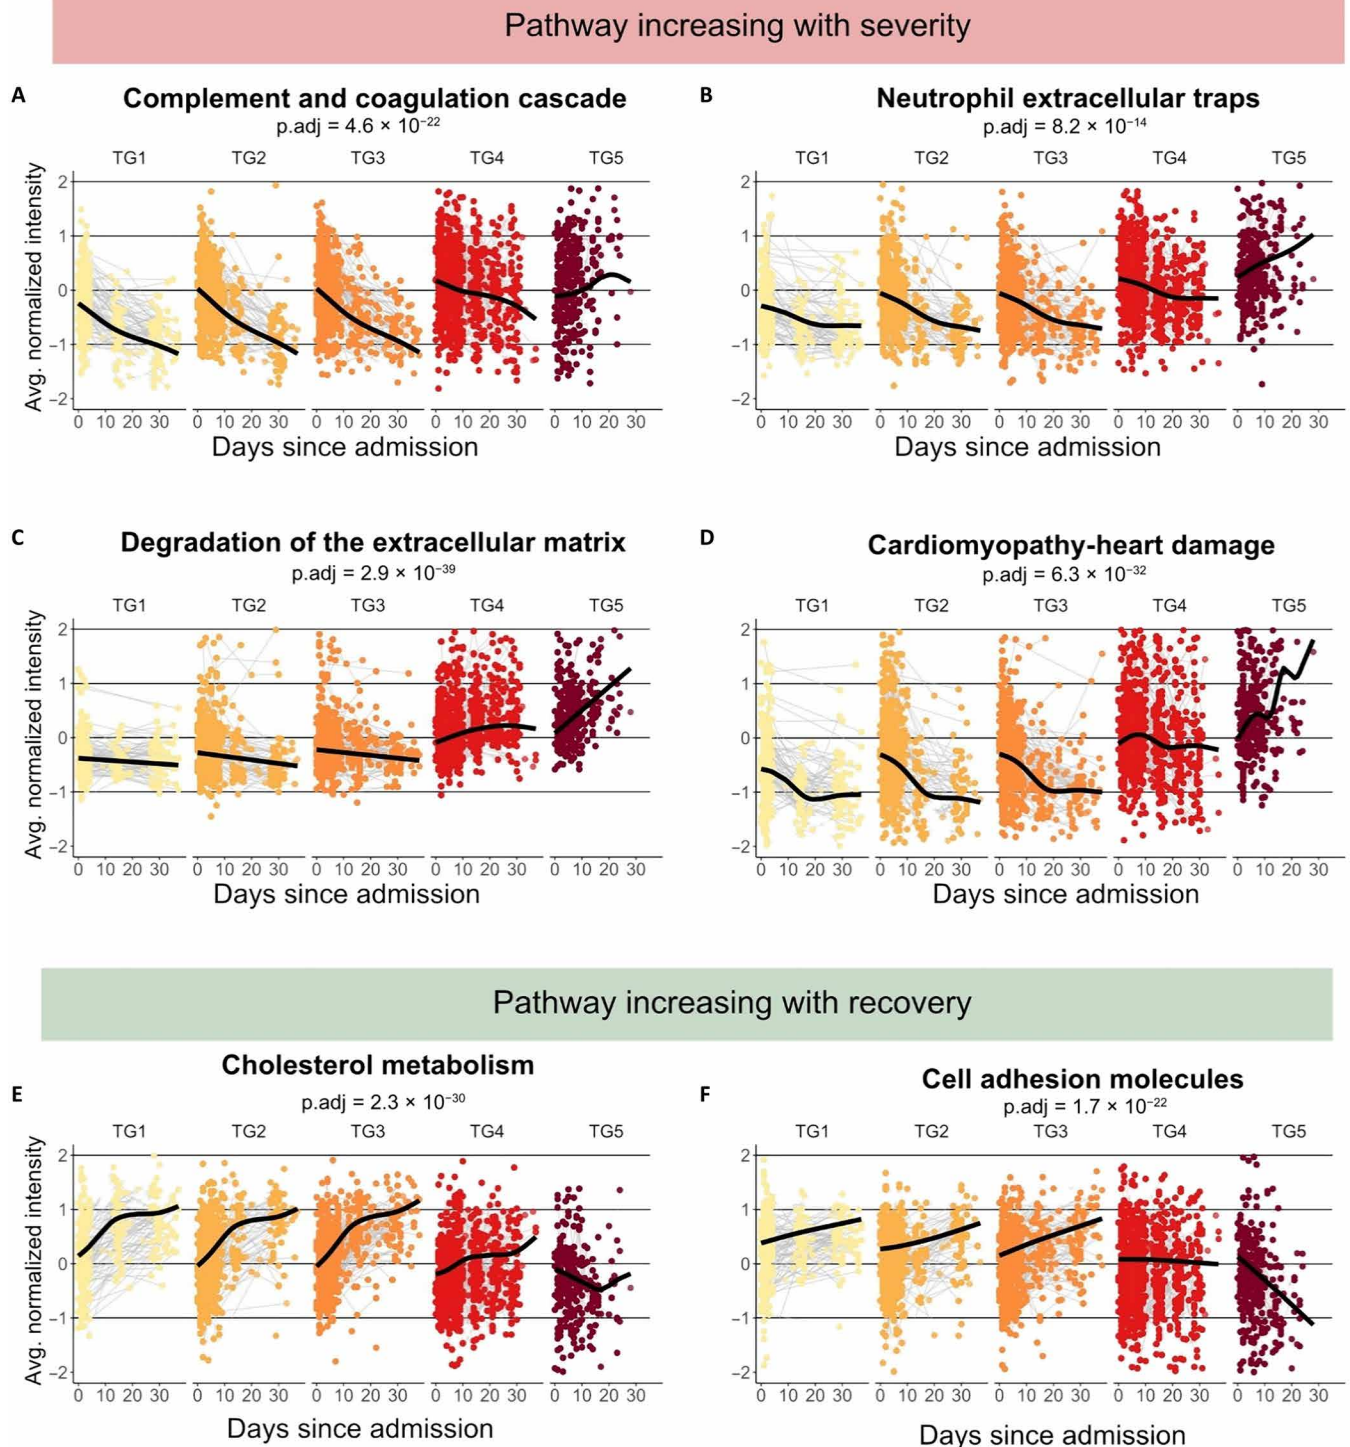 Pathway increasing with severity
A
Complement and coagulation cascade
p.adj = 4.6 × 10⁻²²
TG1 TG2 TG3 TG4 TG5
Avg. normalized intensity
2
1
0
−1
−2
0 10 20 30 0 10 20 30 0 10 20 30 0 10 20 30 0 10 20 30
Days since admission
B
Neutrophil extracellular traps
p.adj = 8.2 × 10⁻¹⁴
TG1 TG2 TG3 TG4 TG5
2
1
0
−1
−2
0 10 20 30 0 10 20 30 0 10 20 30 0 10 20 30 0 10 20 30
Days since admission
C
Degradation of the extracellular matrix
p.adj = 2.9 × 10⁻³⁹
TG1 TG2 TG3 TG4 TG5
Avg. normalized intensity
2
1
0
−1
−2
0 10 20 30 0 10 20 30 0 10 20 30 0 10 20 30 0 10 20 30
Days since admission
D
Cardiomyopathy-heart damage
p.adj = 6.3 × 10⁻³²
TG1 TG2 TG3 TG4 TG5
2
1
0
−1
−2
0 10 20 30 0 10 20 30 0 10 20 30 0 10 20 30 0 10 20 30
Days since admission
Pathway increasing with recovery
E
Cholesterol metabolism
p.adj = 2.3 × 10⁻³⁰
TG1 TG2 TG3 TG4 TG5
Avg. normalized intensity
2
1
0
−1
−2
0 10 20 30 0 10 20 30 0 10 20 30 0 10 20 30 0 10 20 30
Days since admission
F
Cell adhesion molecules
p.adj = 1.7 × 10⁻²²
TG1 TG2 TG3 TG4 TG5
2
1
0
−1
−2
0 10 20 30 0 10 20 30 0 10 20 30 0 10 20 30 0 10 20 30
Days since admission